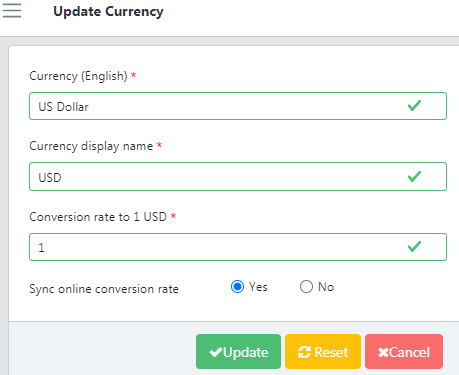 Update Currency
Currency (English) *
US Dollar
Currency display name *
USD
Conversion rate to 1 USD *
1
Sync online conversion rate Yes No
Update Reset Cancel